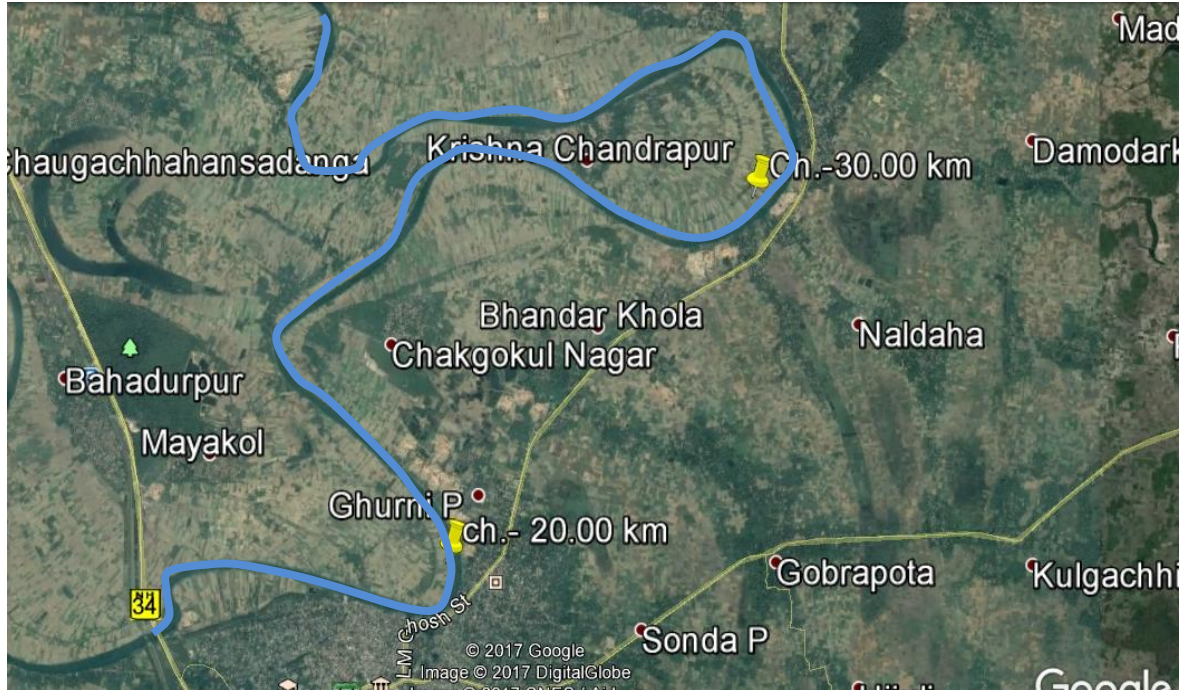 Mad
Chaugachhahansadanga
Krishna Chandrapur
Ch.-30.00 km
Damodark
Bhandar Khola
Naldaha
Chakgokul Nagar
Bahadurpur
Mayakol
Ghurni P
ch.- 20.00 km
Gobrapota
Kulgachhi
34
hosh St
LM G
Sonda P
© 2017 Google
Image © 2017 DigitalGlobe
Google